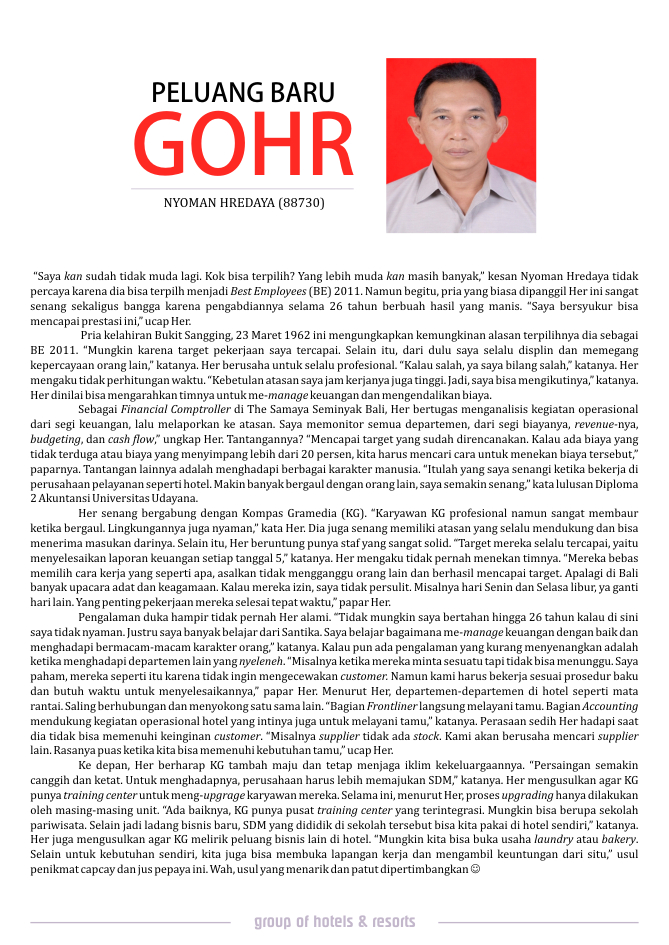 PELUANG BARU
GOHR
NYOMAN HREDAYA (88730)
“Saya kan sudah tidak muda lagi. Kok bisa terpilih? Yang lebih muda kan masih banyak,” kesan Nyoman Hredaya tidak
percaya karena dia bisa terpilh menjadi Best Employees (BE) 2011. Namun begitu, pria yang biasa dipanggil Her ini sangat
senang sekaligus bangga karena pengabdiannya selama 26 tahun berbuah hasil yang manis. “Saya bersyukur bisa
mencapai prestasi ini,” ucap Her.
Pria kelahiran Bukit Sangging, 23 Maret 1962 ini mengungkapkan kemungkinan alasan terpilihnya dia sebagai
BE 2011. “Mungkin karena target pekerjaan saya tercapai. Selain itu, dari dulu saya selalu displin dan memegang
kepercayaan orang lain,” katanya. Her berusaha untuk selalu profesional. “Kalau salah, ya saya bilang salah,” katanya. Her
mengaku tidak perhitungan waktu. “Kebetulan atasan saya jam kerjanya juga tinggi. Jadi, saya bisa mengikutinya,” katanya.
Her dinilai bisa mengarahkan timnya untuk me-manage keuangan dan mengendalikan biaya.
Sebagai Financial Comptroller di The Samaya Seminyak Bali, Her bertugas menganalisis kegiatan operasional
dari segi keuangan, lalu melaporkan ke atasan. Saya memonitor semua departemen, dari segi biayanya, revenue-nya,
budgeting, dan cash flow,” ungkap Her. Tantangannya? “Mencapai target yang sudah direncanakan. Kalau ada biaya yang
tidak terduga atau biaya yang menyimpang lebih dari 20 persen, kita harus mencari cara untuk menekan biaya tersebut,”
paparnya. Tantangan lainnya adalah menghadapi berbagai karakter manusia. “Itulah yang saya senangi ketika bekerja di
perusahaan pelayanan seperti hotel. Makin banyak bergaul dengan orang lain, saya semakin senang,” kata lulusan Diploma
2 Akuntansi Universitas Udayana.
Her senang bergabung dengan Kompas Gramedia (KG). “Karyawan KG profesional namun sangat membaur
ketika bergaul. Lingkungannya juga nyaman,” kata Her. Dia juga senang memiliki atasan yang selalu mendukung dan bisa
menerima masukan darinya. Selain itu, Her beruntung punya staf yang sangat solid. “Target mereka selalu tercapai, yaitu
menyelesaikan laporan keuangan setiap tanggal 5,” katanya. Her mengaku tidak pernah menekan timnya. “Mereka bebas
memilih cara kerja yang seperti apa, asalkan tidak mengganggu orang lain dan berhasil mencapai target. Apalagi di Bali
banyak upacara adat dan keagamaan. Kalau mereka izin, saya tidak persulit. Misalnya hari Senin dan Selasa libur, ya ganti
hari lain. Yang penting pekerjaan mereka selesai tepat waktu,” papar Her.
Pengalaman duka hampir tidak pernah Her alami. “Tidak mungkin saya bertahan hingga 26 tahun kalau di sini
saya tidak nyaman. Justru saya banyak belajar dari Santika. Saya belajar bagaimana me-manage keuangan dengan baik dan
menghadapi bermacam-macam karakter orang,” katanya. Kalau pun ada pengalaman yang kurang menyenangkan adalah
ketika menghadapi departemen lain yang nyeleneh. “Misalnya ketika mereka minta sesuatu tapi tidak bisa menunggu. Saya
paham, mereka seperti itu karena tidak ingin mengecewakan customer. Namun kami harus bekerja sesuai prosedur baku
dan butuh waktu untuk menyelesaikannya,” papar Her. Menurut Her, departemen-departemen di hotel seperti mata
rantai. Saling berhubungan dan menyokong satu sama lain. “Bagian Frontliner langsung melayani tamu. Bagian Accounting
mendukung kegiatan operasional hotel yang intinya juga untuk melayani tamu,” katanya. Perasaan sedih Her hadapi saat
dia tidak bisa memenuhi keinginan customer. “Misalnya supplier tidak ada stock. Kami akan berusaha mencari supplier
lain. Rasanya puas ketika kita bisa memenuhi kebutuhan tamu,” ucap Her.
Ke depan, Her berharap KG tambah maju dan tetap menjaga iklim kekeluargaannya. “Persaingan semakin
canggih dan ketat. Untuk menghadapnya, perusahaan harus lebih memajukan SDM,” katanya. Her mengusulkan agar KG
punya training center untuk meng-upgrage karyawan mereka. Selama ini, menurut Her, proses upgrading hanya dilakukan
oleh masing-masing unit. “Ada baiknya, KG punya pusat training center yang terintegrasi. Mungkin bisa berupa sekolah
pariwisata. Selain jadi ladang bisnis baru, SDM yang dididik di sekolah tersebut bisa kita pakai di hotel sendiri,” katanya.
Her juga mengusulkan agar KG melirik peluang bisnis lain di hotel. “Mungkin kita bisa buka usaha laundry atau bakery.
Selain untuk kebutuhan sendiri, kita juga bisa membuka lapangan kerja dan mengambil keuntungan dari situ,” usul
penikmat capcay dan jus pepaya ini. Wah, usul yang menarik dan patut dipertimbangkan ☺
group of hotels & resorts